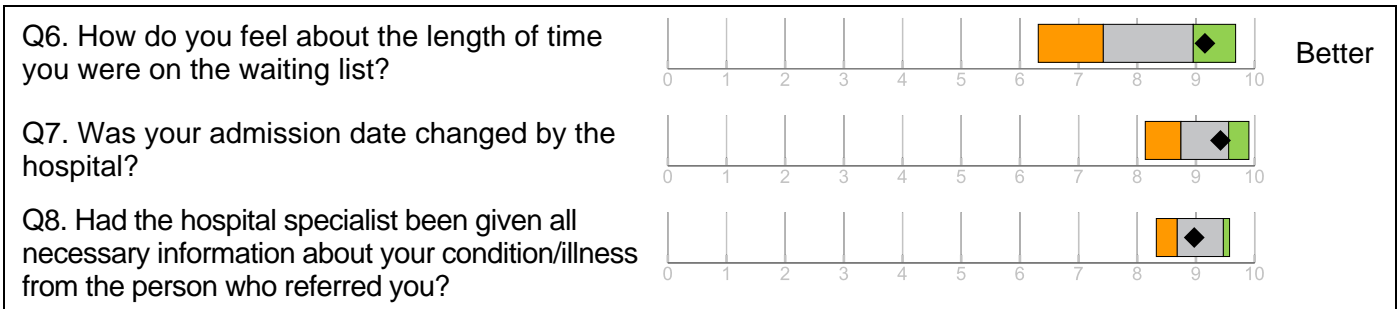 Q6. How do you feel about the length of time
you were on the waiting list?
0 1 2 3 4 5 6 7 8 9 10
Better
Q7. Was your admission date changed by the
hospital?
0 1 2 3 4 5 6 7 8 9 10
Q8. Had the hospital specialist been given all
necessary information about your condition/illness
from the person who referred you?
0 1 2 3 4 5 6 7 8 9 10